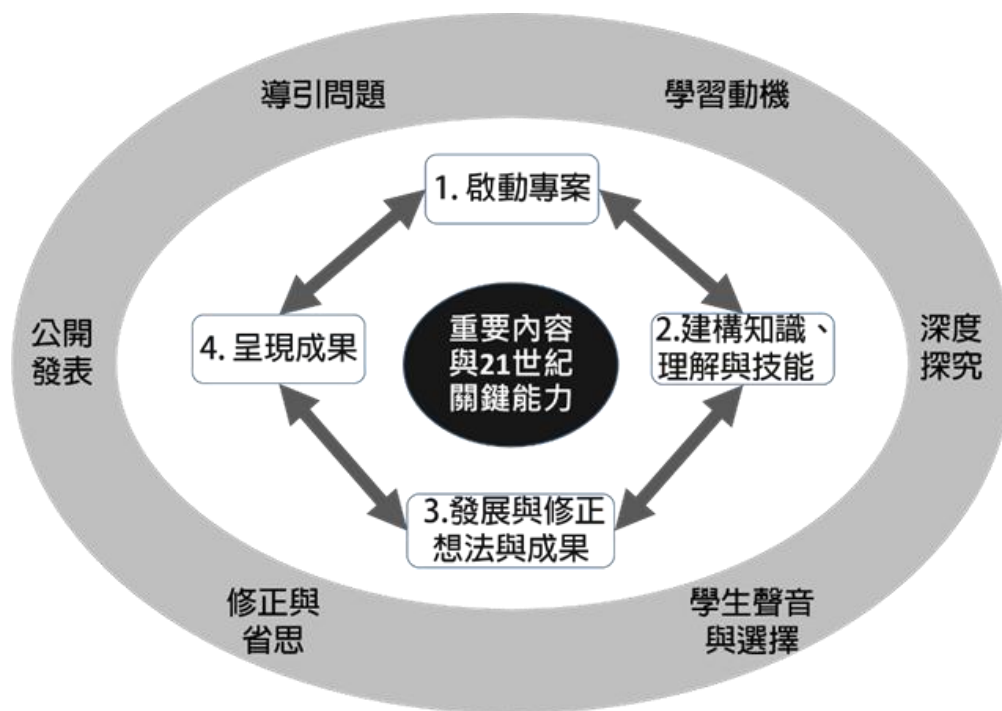 導引問題
學習動機
1. 啟動專案
公開
發表
4. 呈現成果
重要內容
與21世紀
關鍵能力
2.建構知識、
理解與技能
深度
探究
3.發展與修正
想法與成果
修正與
省思
學生聲音
與選擇